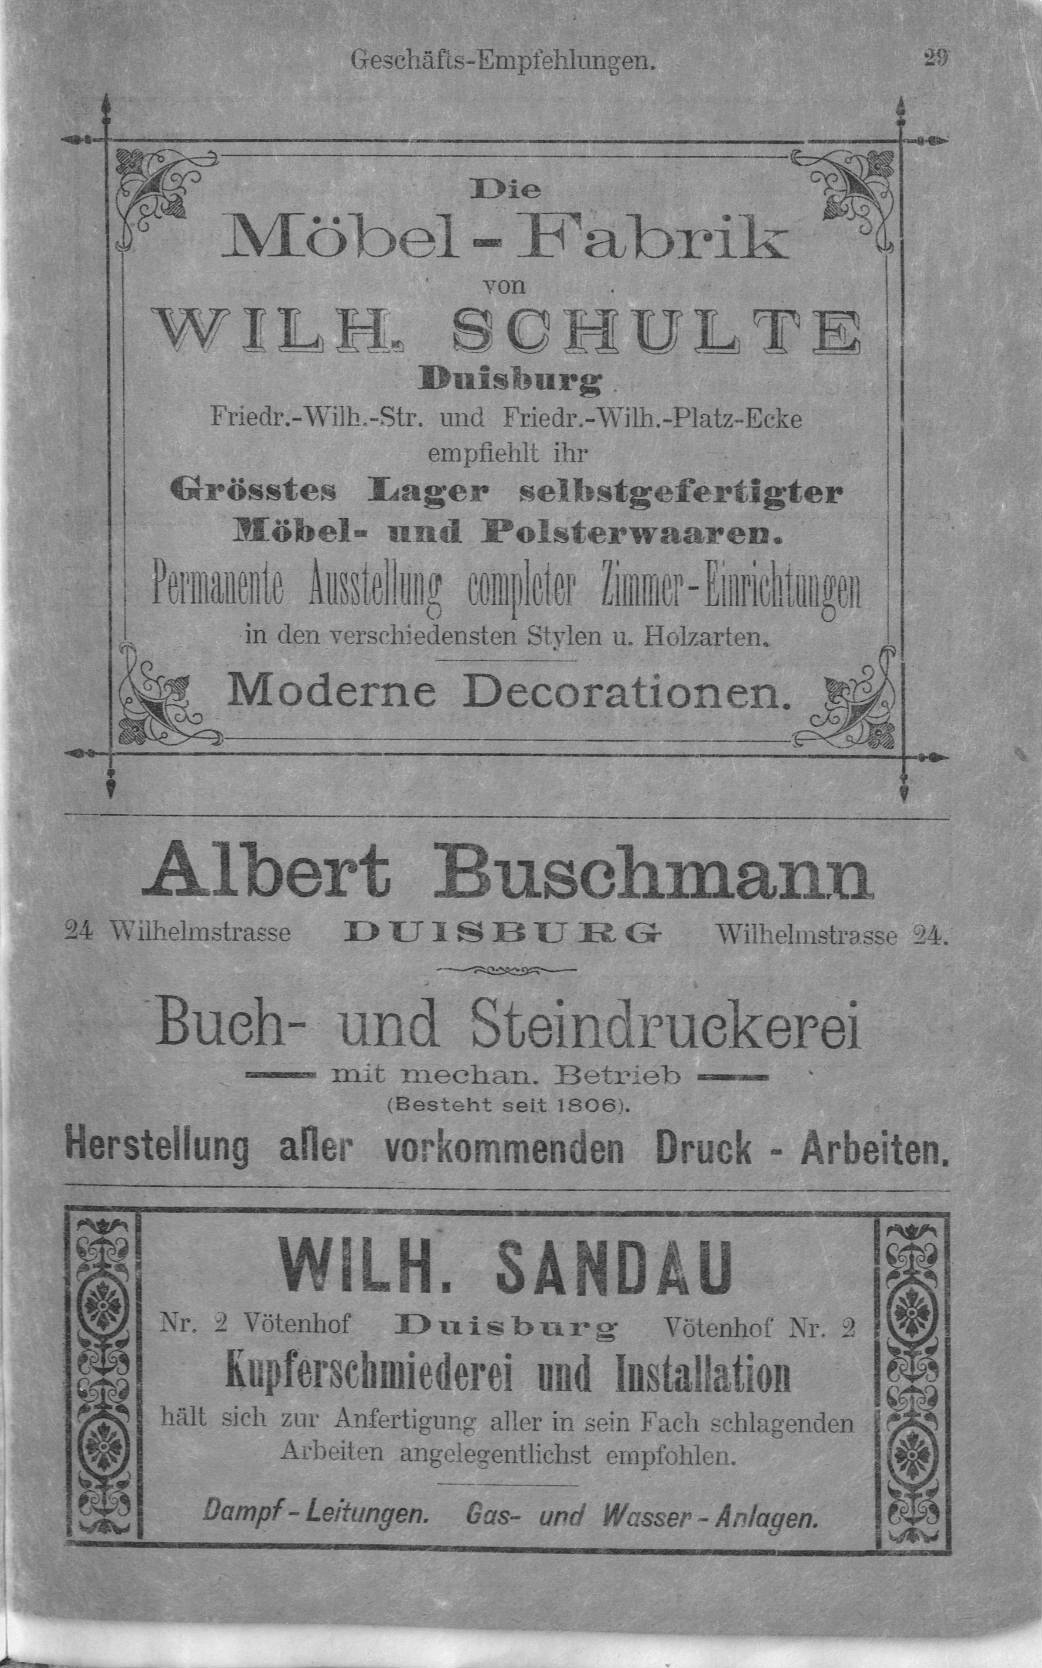 Geschäfts-Empfehlungen. 29
Die
Möbel-Fabrik
von
WILH. SCHULTE
Duisburg
Friedr.-Wilh.-Str. und Friedr.-Wilh.-Platz-Ecke
empfiehlt ihr
Grösstes Lager selbstgefertigter
Möbel- und Polsterwaaren.
Permanente Ausstellung completer Zimmer-Einrichtungen
in den verschiedensten Stylen u. Holzarten.
Moderne Decorationen.
Albert Buschmann
24 Wilhelmstrasse DUISBURG Wilhelmstrasse 24.
Buch- und Steindruckerei
mit mechan. Betrieb
(Besteht seit 1806).
Herstellung aller vorkommenden Druck - Arbeiten.
WILH. SANDAU
Nr. 2 Vötenhof Duisburg Vötenhof Nr. 2
Kupferschmiederei und Installation
hält sich zur Anfertigung aller in sein Fach schlagenden
Arbeiten angelegentlichst empfohlen.
Dampf-Leitungen. Gas- und Wasser-Anlagen.